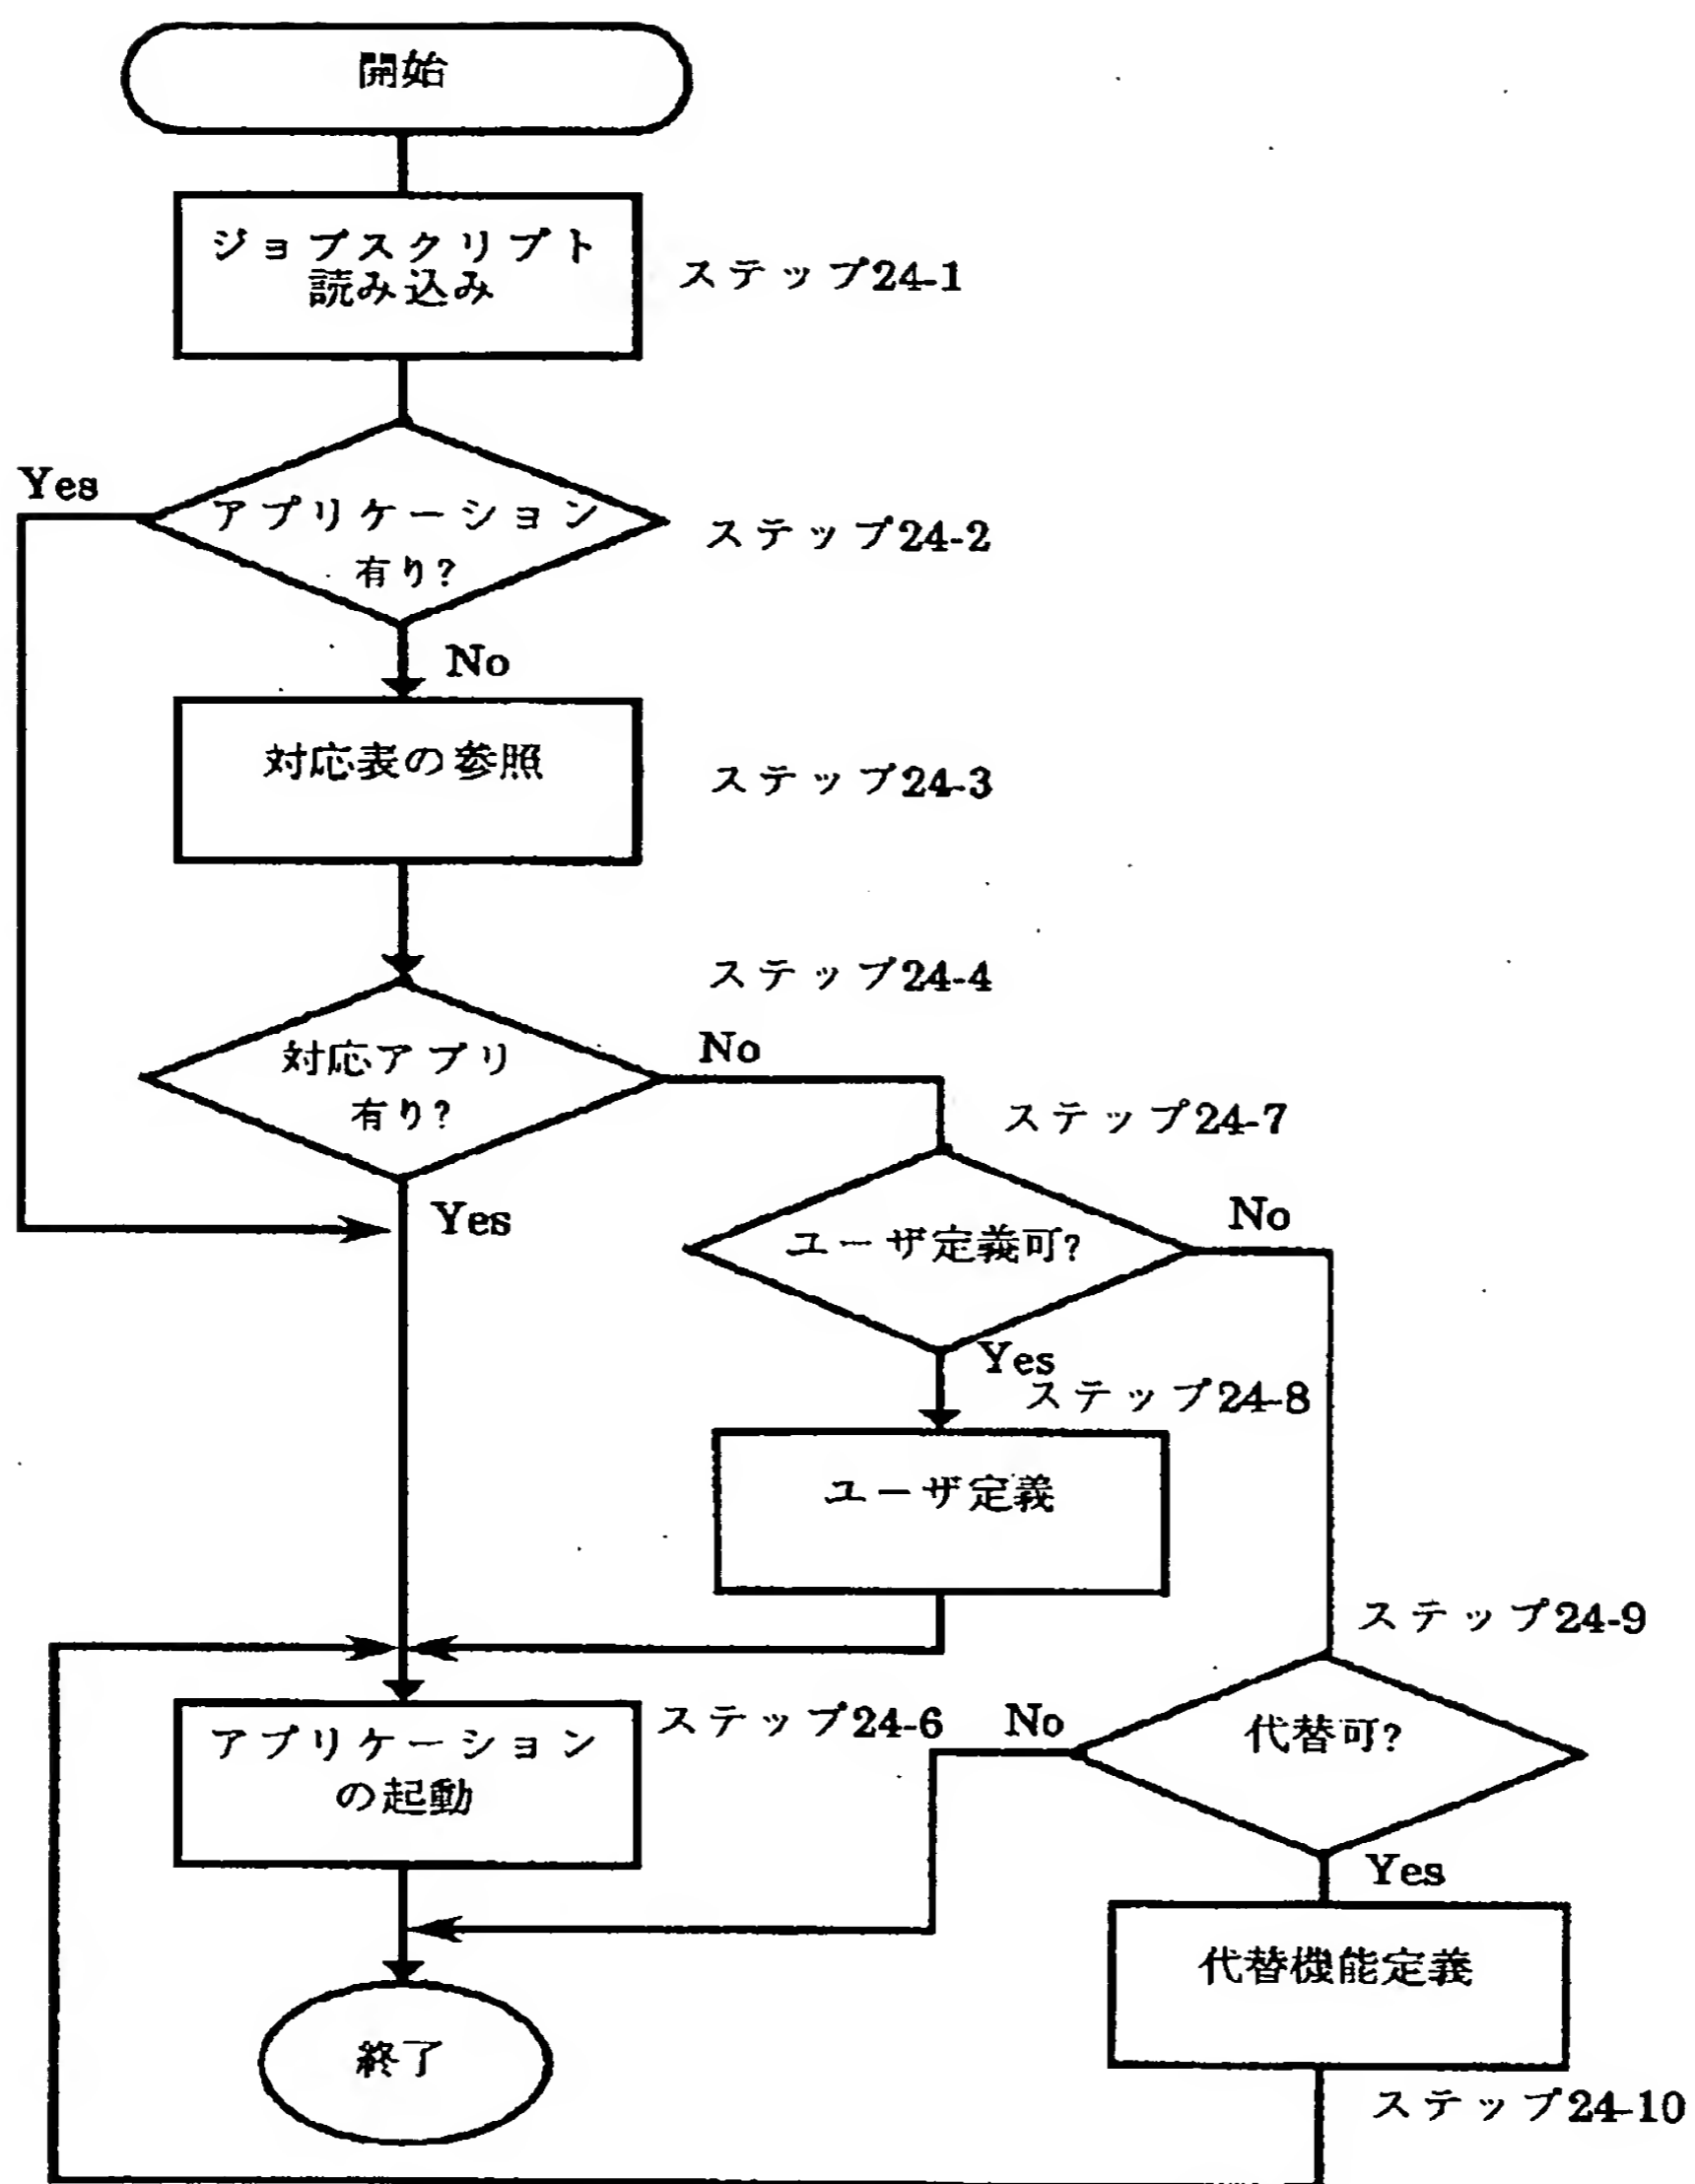 開始
ジョブスクリプト
読み込み
ステップ24-1
Yes
アプリケーション
有り?
ステップ24-2
No
対応表の参照
ステップ24-3
ステップ24-4
対応アプリ
有り?
No
Yes
ステップ24-7
ユーザ定義可?
No
Yes
ステップ24-8
ユーザ定義
ステップ24-9
アプリケーション
の起動
ステップ24-6
No
代替可?
Yes
代替機能定義
ステップ24-10
終了